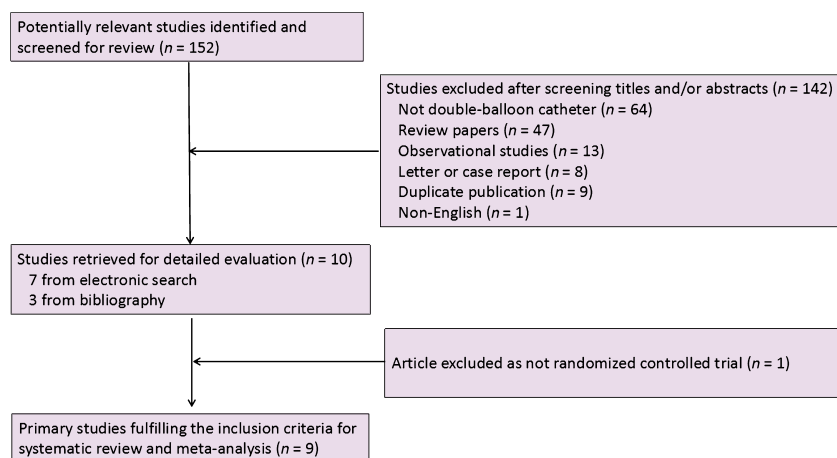 Potentially relevant studies identified and
screened for review (n = 152)
Studies excluded after screening titles and/or abstracts (n = 142)
Not double-balloon catheter (n = 64)
Review papers (n = 47)
Observational studies (n = 13)
Letter or case report (n = 8)
Duplicate publication (n = 9)
Non-English (n = 1)
Studies retrieved for detailed evaluation (n = 10)
7 from electronic search
3 from bibliography
Article excluded as not randomized controlled trial (n = 1)
Primary studies fulfilling the inclusion criteria for
systematic review and meta-analysis (n = 9)